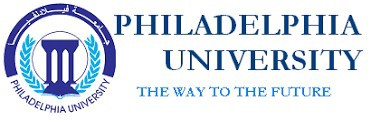 جامعة فيلادلفيا
PHILADELPHIA UNIVERSITY
PHILADELPHIA
UNIVERSITY
THE WAY TO THE FUTURE